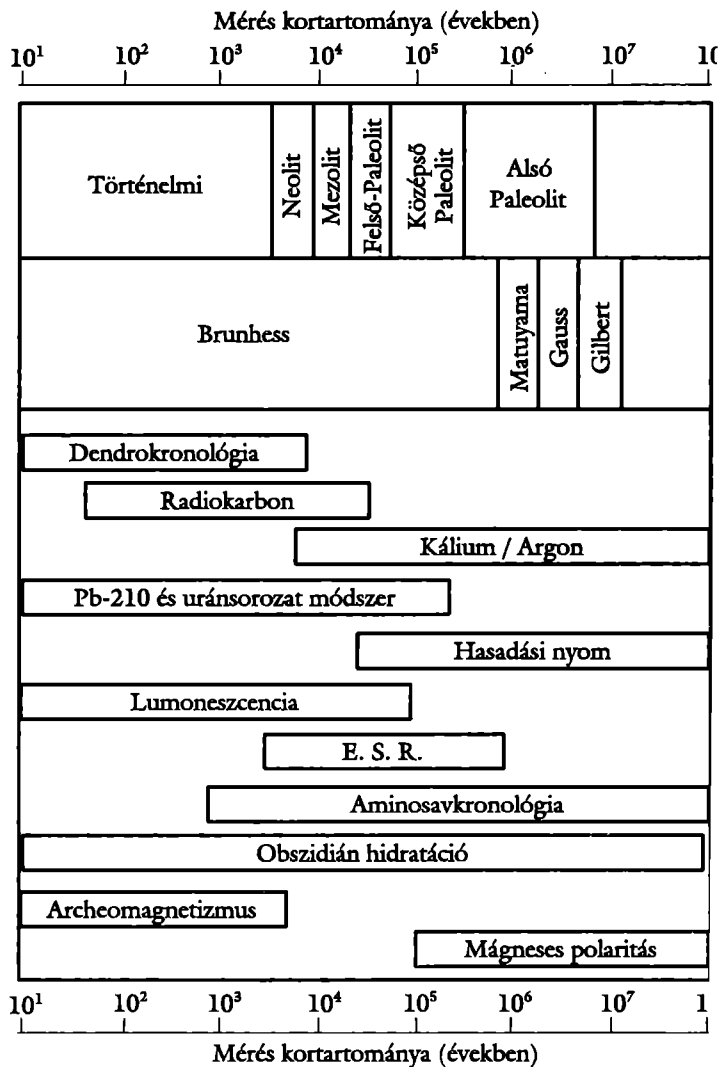 Mérés kortartománya (években)
10¹ 10² 10³ 10⁴ 10⁵ 10⁶ 10⁷ 1
Történelmi
Neolit
Mezolit
Felső-Paleolit
Középső
Paleolit
Alsó
Paleolit
Brunhess
Matuyama
Gauss
Gilbert
Dendrokronológia
Radiokarbon
Kálium / Argon
Pb-210 és uránsorozat módszer
Hasadási nyom
Lumoneszcencia
E. S. R.
Aminosavkronológia
Obszidián hidratáció
Archeomagnetizmus
Mágneses polaritás
10¹ 10² 10³ 10⁴ 10⁵ 10⁶ 10⁷ 1
Mérés kortartománya (években)